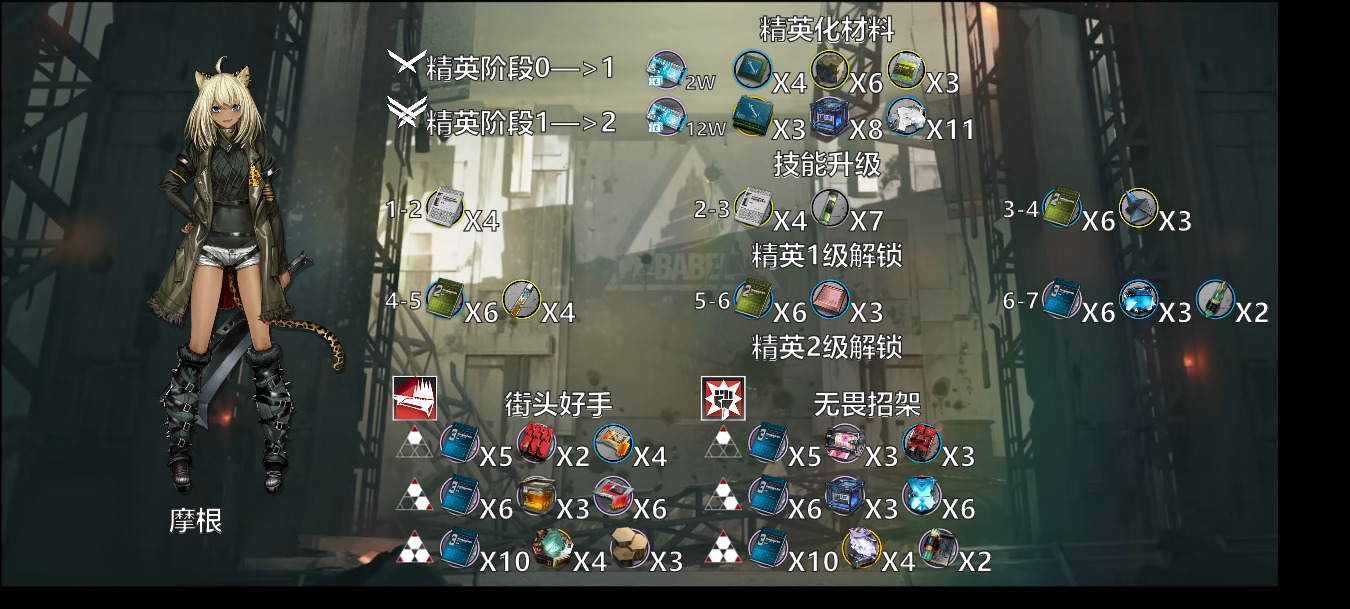 精英化材料
精英阶段0—>1 2W X4 X6 X3
精英阶段1—>2 12W X3 X8 X11
技能升级
1-2 X4 2-3 X4 X7 3-4 X6 X3
精英1级解锁
4-5 X6 X4 5-6 X6 X3 6-7 X6 X3 X2
精英2级解锁
街头好手 无畏招架
X5 X2 X4 X5 X3 X3
X6 X3 X6 X6 X3 X6
X10 X4 X3 X10 X4 X2
摩根
BABEL